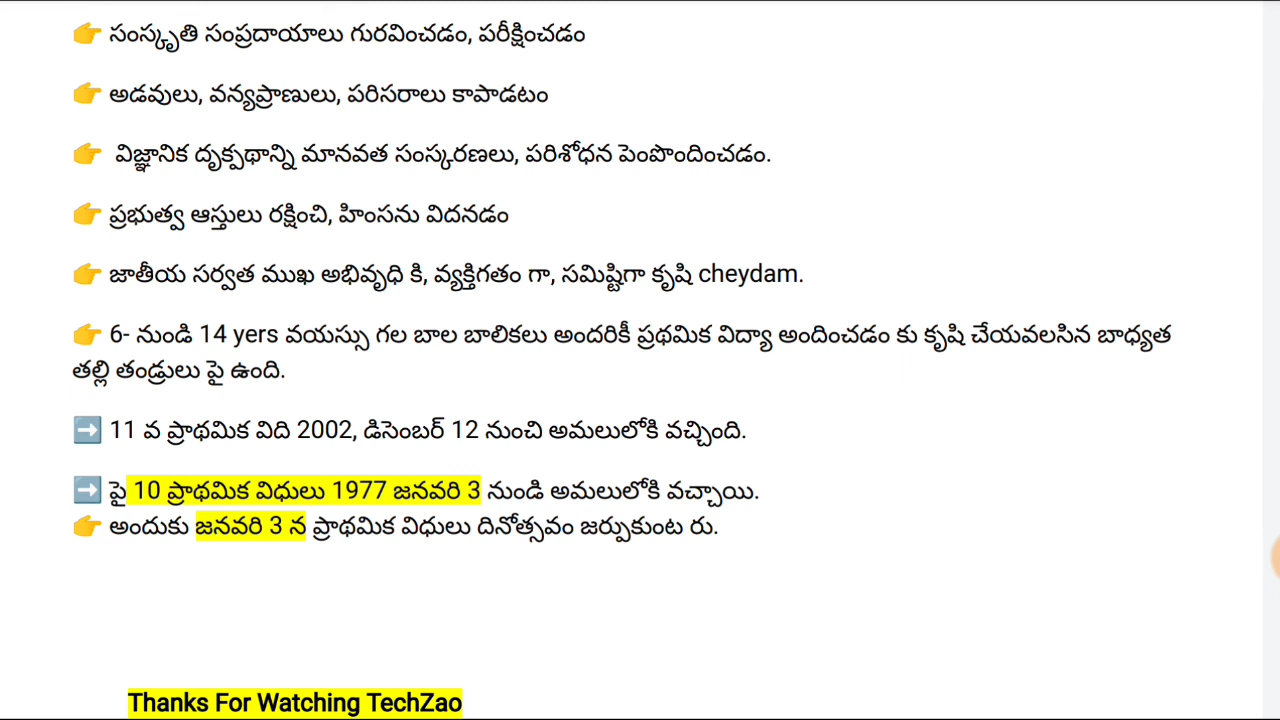 👉 సంస్కృతి సంప్రదాయాలు గురవించడం, పరీక్షించడం
👉 అడవులు, వన్యప్రాణులు, పరిసరాలు కాపాడటం
👉 విజ్ఞానిక దృక్పథాన్ని మానవత సంస్కరణలు, పరిశోధన పెంపొందించడం.
👉 ప్రభుత్వ ఆస్తులు రక్షించి, హింసను విదనడం
👉 జాతీయ సర్వత ముఖ అభివృధి కి, వ్యక్తిగతం గా, సమిష్టిగా కృషి cheydam.
👉 6- నుండి 14 yers వయస్సు గల బాల బాలికలు అందరికీ ప్రథమిక విద్యా అందించడం కు కృషి చేయవలసిన బాధ్యత
తల్లి తండ్రులు పై ఉంది.
➡️ 11 వ ప్రాథమిక విది 2002, డిసెంబర్ 12 నుంచి అమలులోకి వచ్చింది.
➡️ పై 10 ప్రాథమిక విధులు 1977 జనవరి 3 నుండి అమలులోకి వచ్చాయి.
👉 అందుకు జనవరి 3 న ప్రాథమిక విధులు దినోత్సవం జర్పుకుంట రు.
Thanks For Watching TechZao